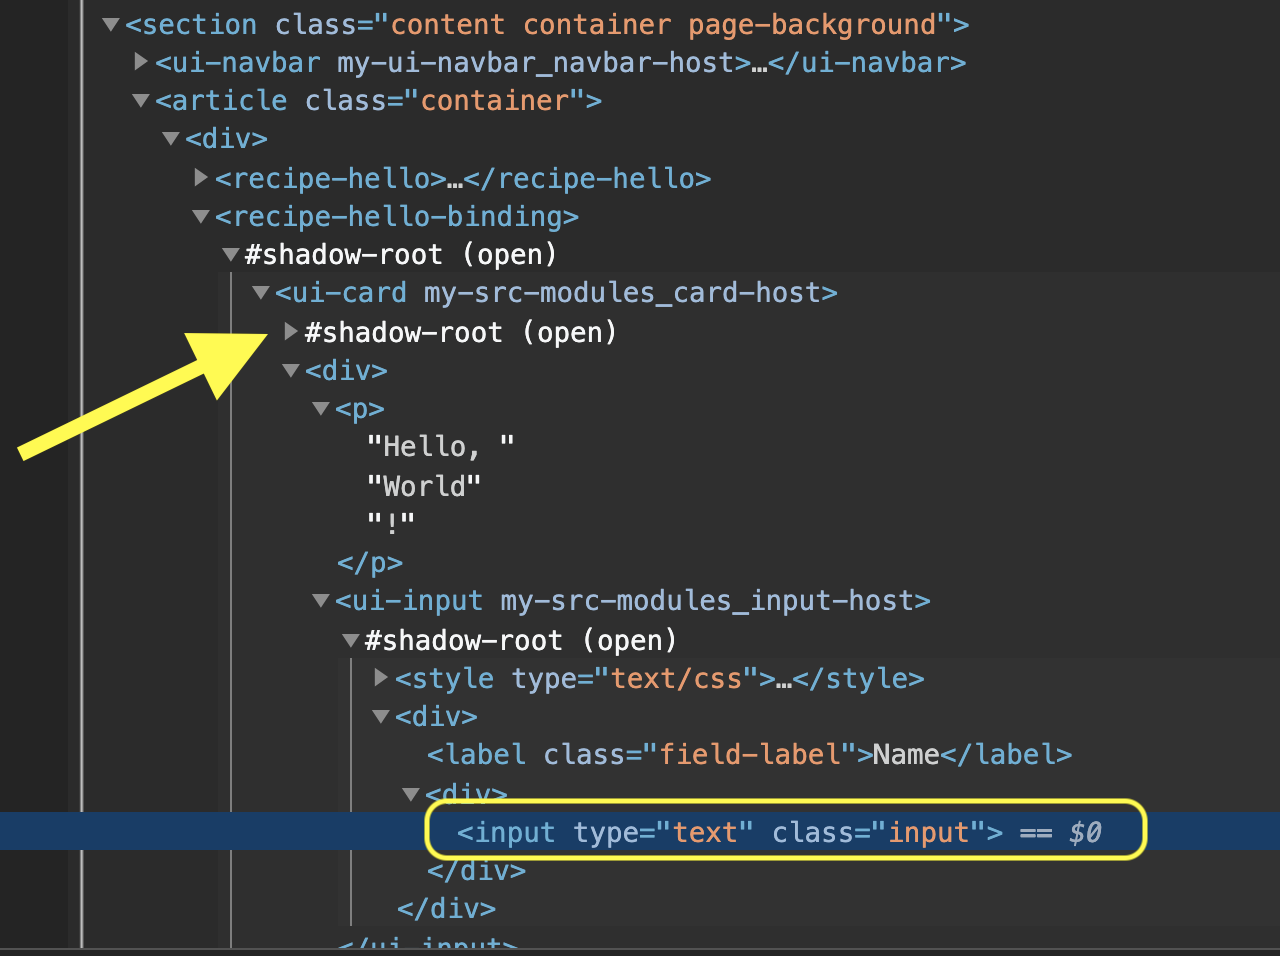 <section class="content container page-background">
<ui-navbar my-ui-navbar_navbar-host>…</ui-navbar>
<article class="container">
<div>
<recipe-hello>…</recipe-hello>
<recipe-hello-binding>
#shadow-root (open)
<ui-card my-src-modules_card-host>
#shadow-root (open)
<div>
<p>
"Hello, "
"World"
"!"
</p>
<ui-input my-src-modules_input-host>
#shadow-root (open)
<style type="text/css">…</style>
<div>
<label class="field-label">Name</label>
<div>
<input type="text" class="input"> == $0
</div>
</div>
</ui-input>